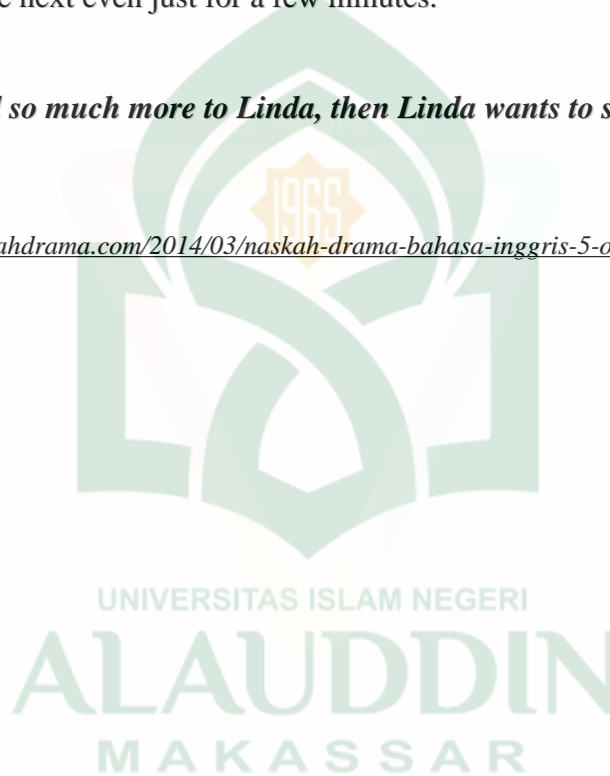 next even just for a few minutes.
so much more to Linda, then Linda wants to s
ahdrama.com/2014/03/naskah-drama-bahasa-inggris-5-o
1965
UNIVERSITAS ISLAM NEGERI
ALAUDDIN
MAKASSAR